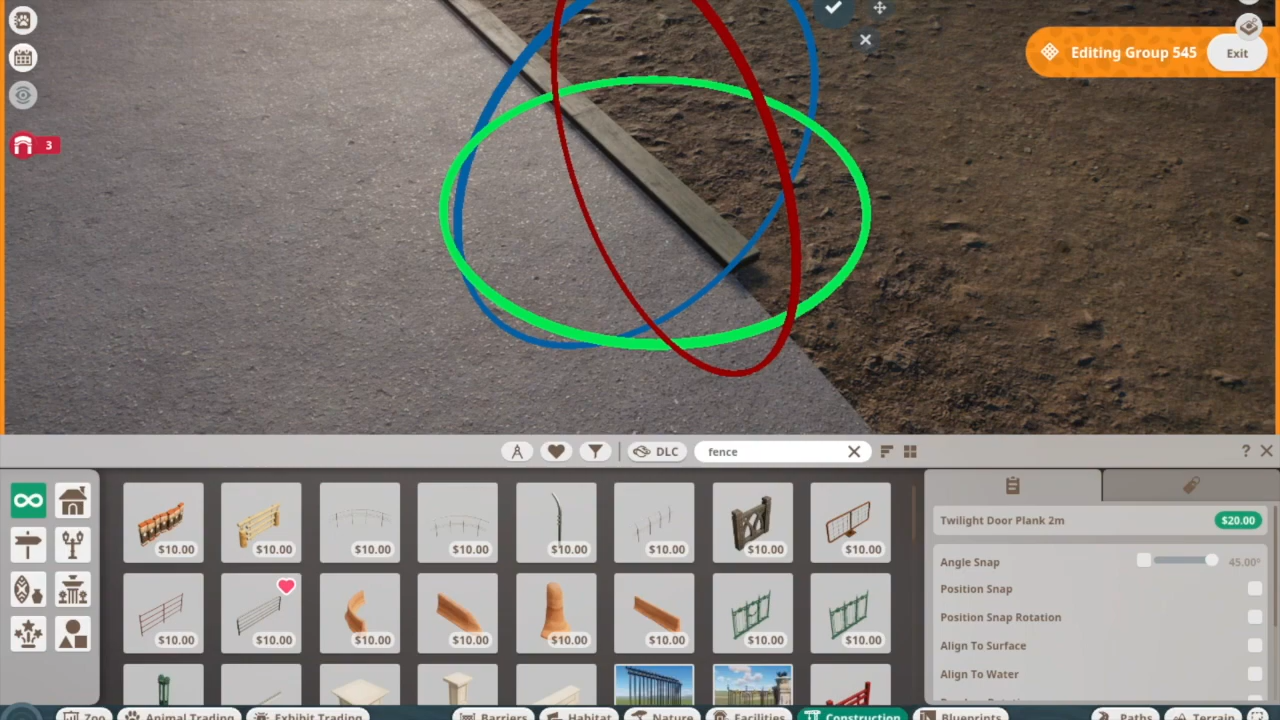 Editing Group 545
Exit
3
DLC
fence
?
$10.00 $10.00 $10.00 $10.00 $10.00 $10.00 $10.00 $10.00
$10.00 $10.00 $10.00 $10.00 $10.00 $10.00 $10.00 $10.00
Twilight Door Plank 2m
$20.00
Angle Snap
45.00°
Position Snap
Position Snap Rotation
Align To Surface
Align To Water
Zoo Animal Trading Exhibit Trading Barriers Habitat Nature Facilities Construction Blueprints Paths Terrain